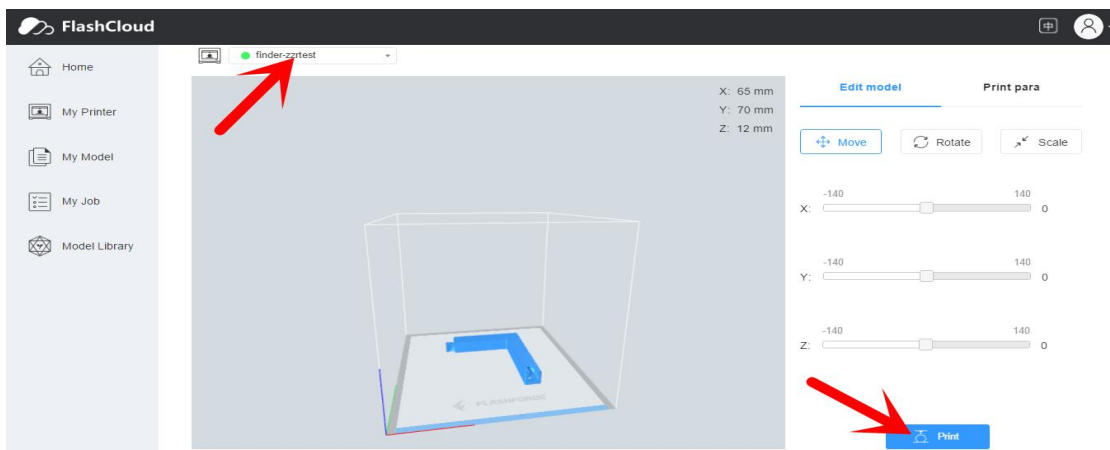 FlashCloud
中
Home
My Printer
My Model
My Job
Model Library
finder-zzrtest
X: 65 mm
Y: 70 mm
Z: 12 mm
FLASHFORGE
Edit model
Print para
Move
Rotate
Scale
-140 140
X: 0
-140 140
Y: 0
-140 140
Z: 0
Print